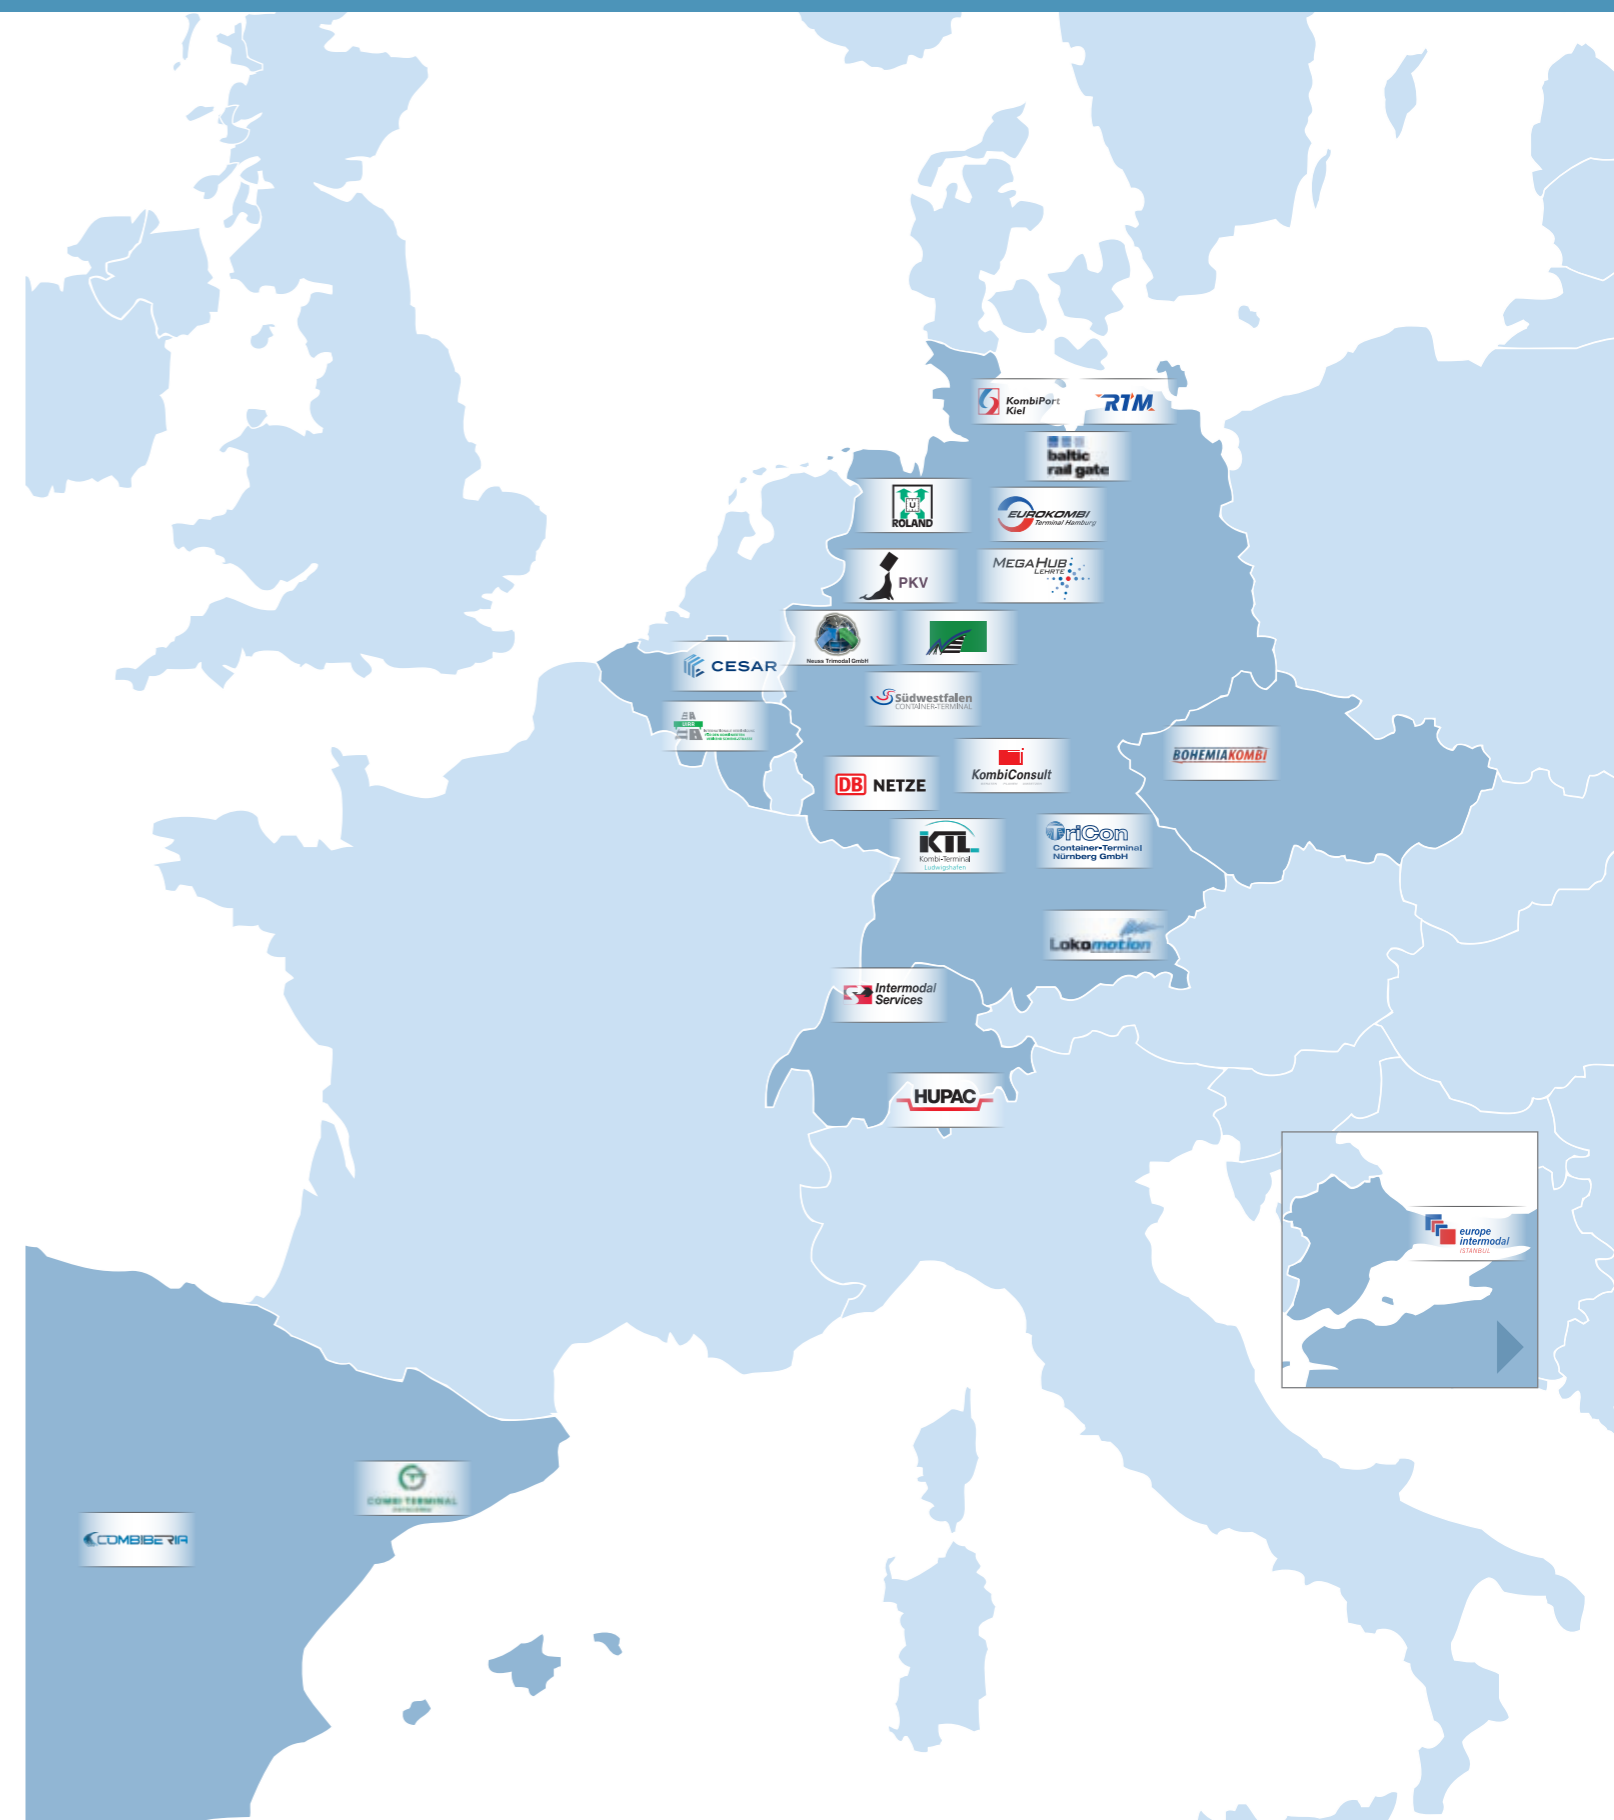 KombiPort
Kiel
RTM
baltic
rail gate
U
ROLAND
EUROKOMBI
Terminal Hamburg
PKV
MEGAHUB
LEHRTE
Neuss Trimodal GmbH
CESAR
Südwestfalen
CONTAINER-TERMINAL
UIRR
BOHEMIAKOMBI
KombiConsult
DB NETZE
KTL
Kombi-Terminal
Ludwigshafen
TriCon
Container-Terminal
Nürnberg GmbH
Lokomotion
Intermodal
Services
HUPAC
europe
intermodal
ISTANBUL
COMBI TERMINAL
COMBIBERIA